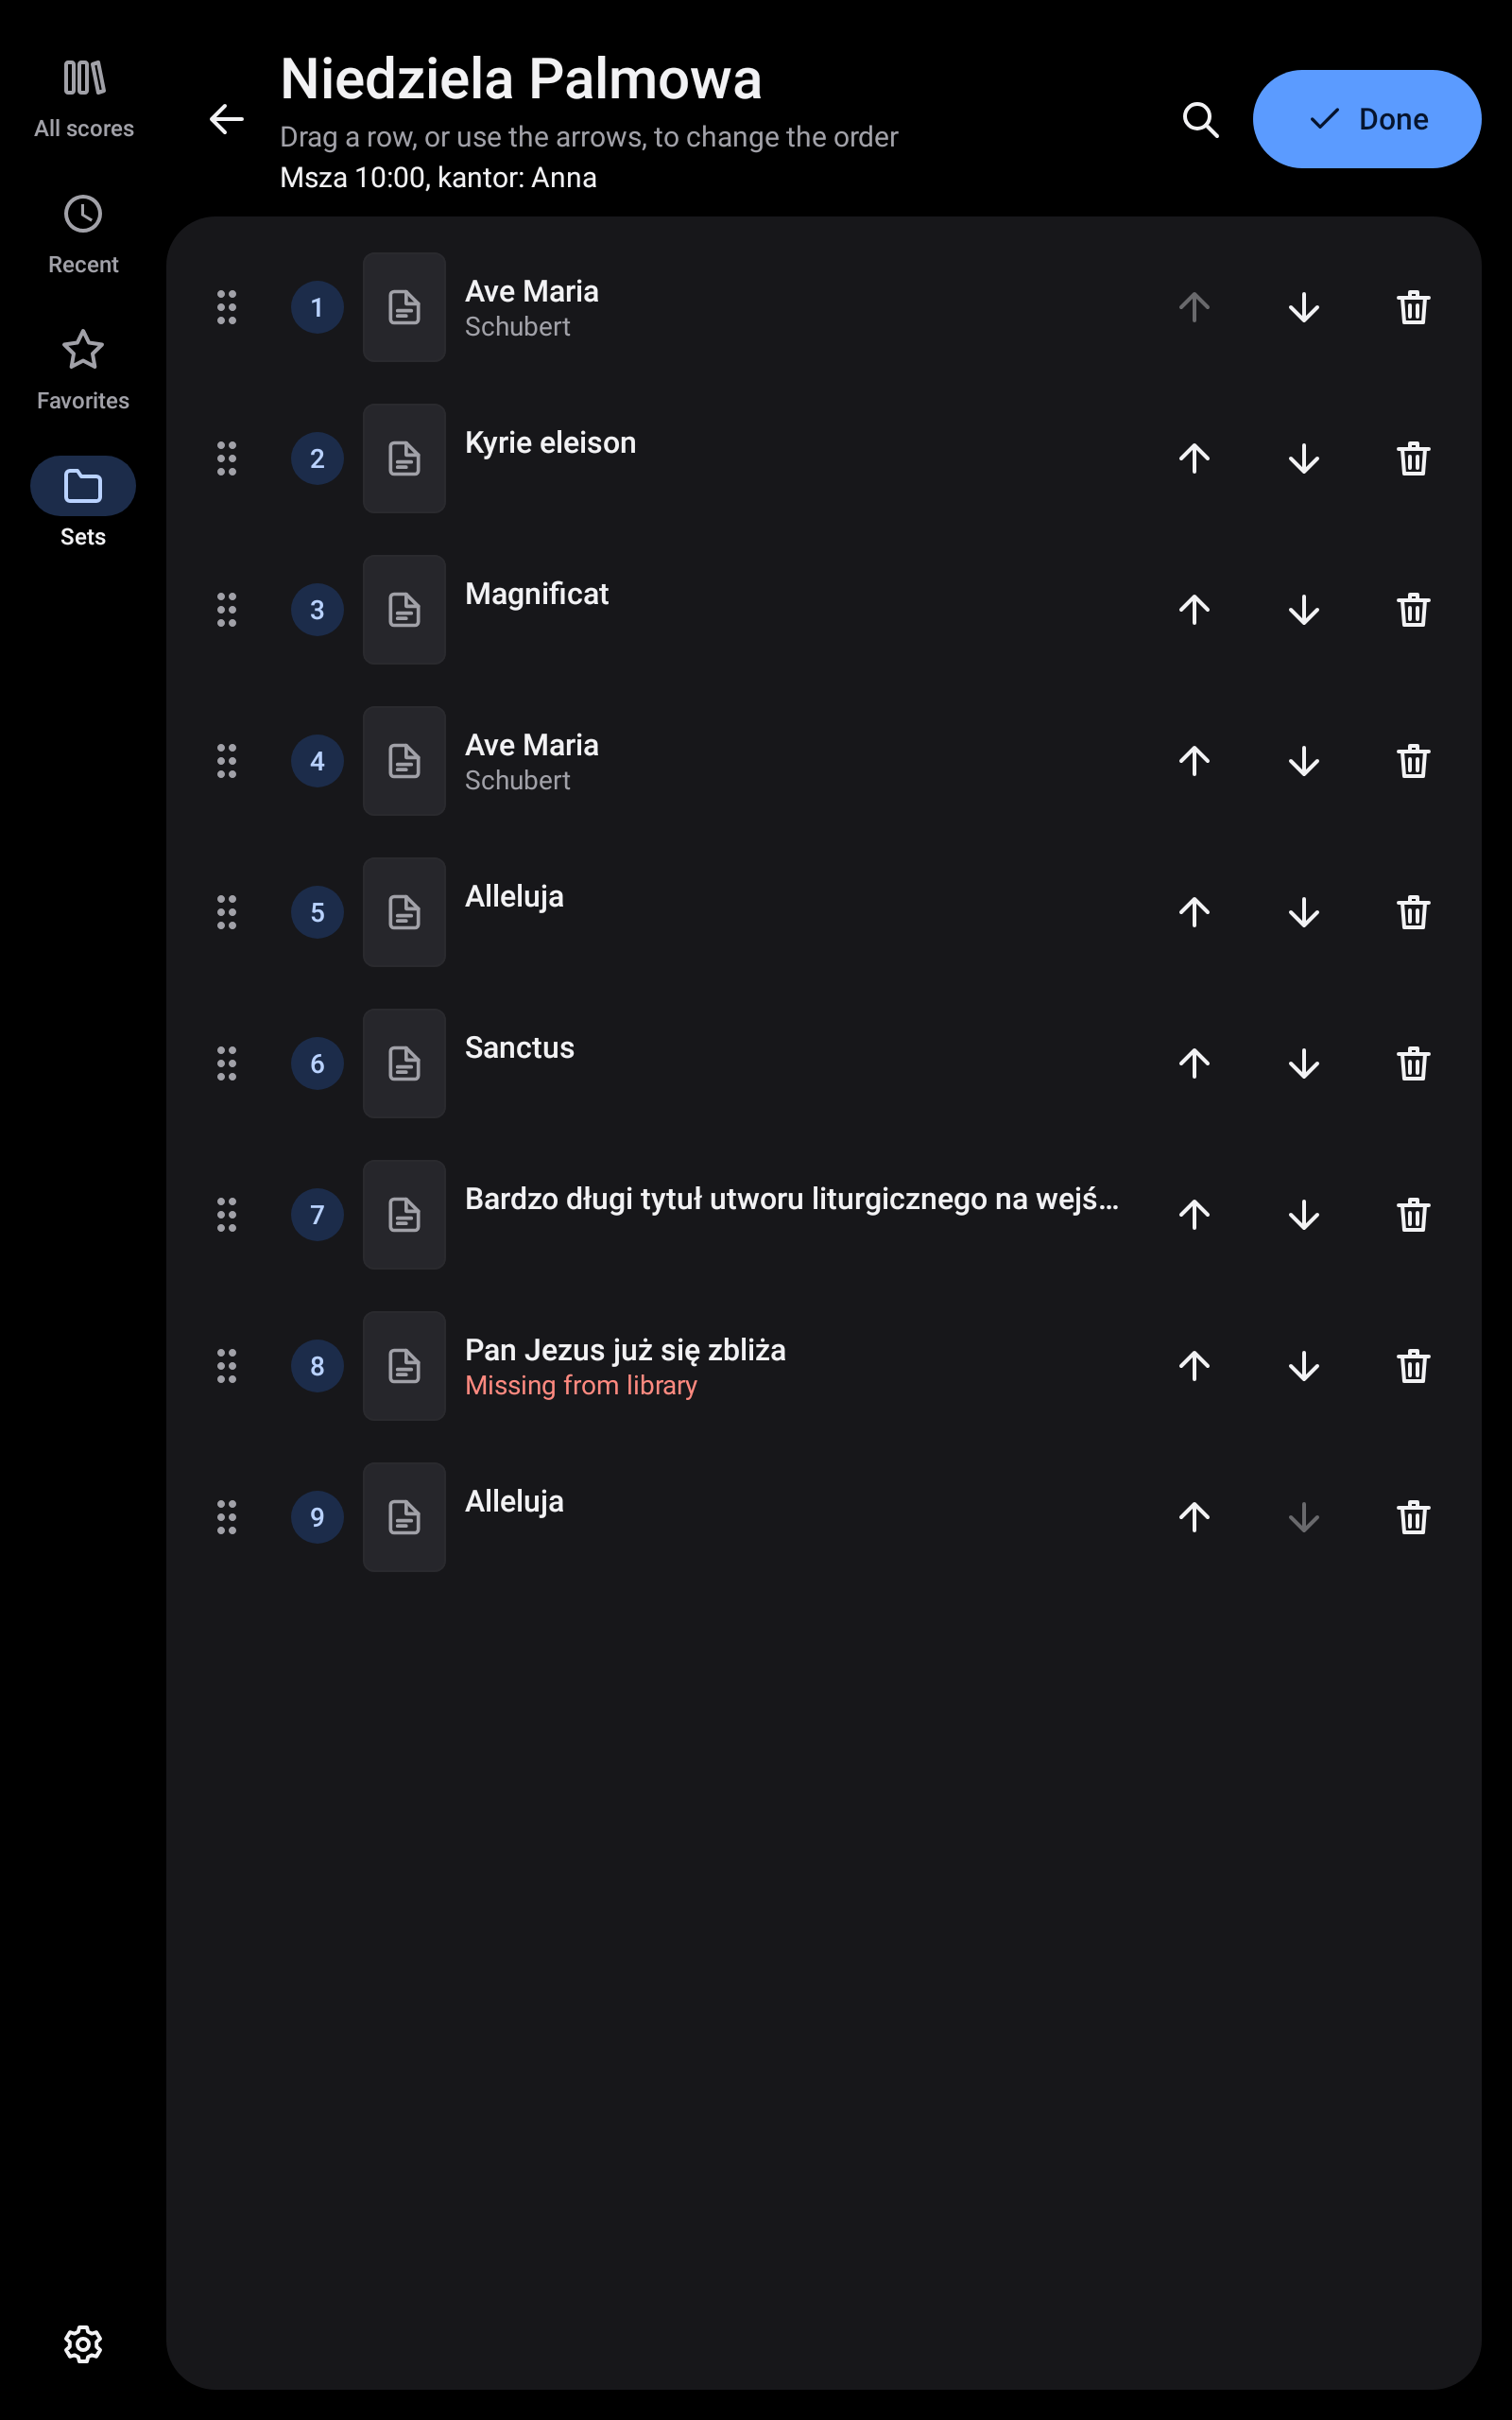 All scores
Recent
Favorites
Sets
Niedziela Palmowa
Drag a row, or use the arrows, to change the order
Msza 10:00, kantor: Anna
Done
1
Ave Maria
Schubert
2
Kyrie eleison
3
Magnificat
4
Ave Maria
Schubert
5
Alleluja
6
Sanctus
7
Bardzo długi tytuł utworu liturgicznego na wejś…
8
Pan Jezus już się zbliża
Missing from library
9
Alleluja